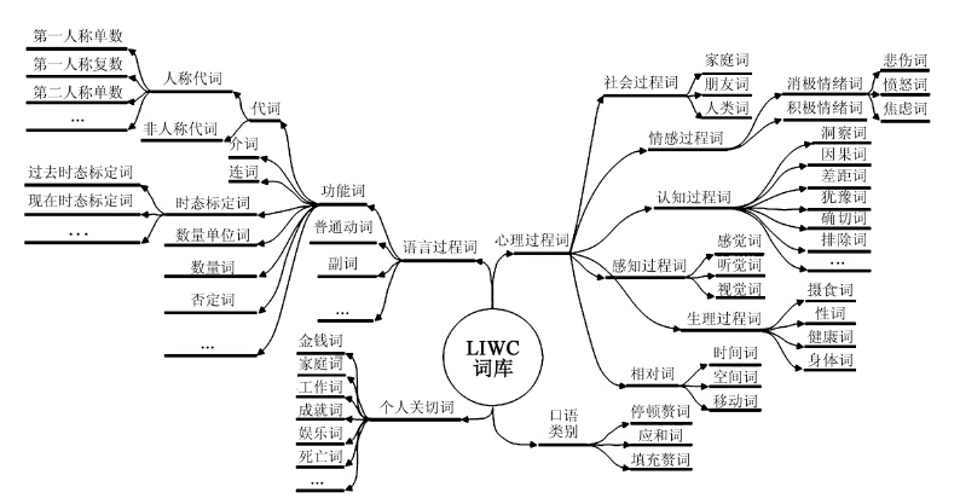 第一人称单数
第一人称复数
第二人称单数
...
人称代词
非人称代词
代词
介词
连词
过去时态标定词
现在时态标定词
...
时态标定词
数量单位词
数量词
否定词
...
功能词
普通动词
副词
...
语言过程词
金钱词
家庭词
工作词
成就词
娱乐词
死亡词
...
个人关切词
LIWC
词库
心理过程词
社会过程词
家庭词
朋友词
人类词
情感过程词
消极情绪词
积极情绪词
悲伤词
愤怒词
焦虑词
认知过程词
洞察词
因果词
差距词
犹豫词
确切词
排除词
...
感知过程词
感觉词
听觉词
视觉词
生理过程词
摄食词
性词
健康词
身体词
相对词
时间词
空间词
移动词
口语
类别
停顿赘词
应和词
填充赘词